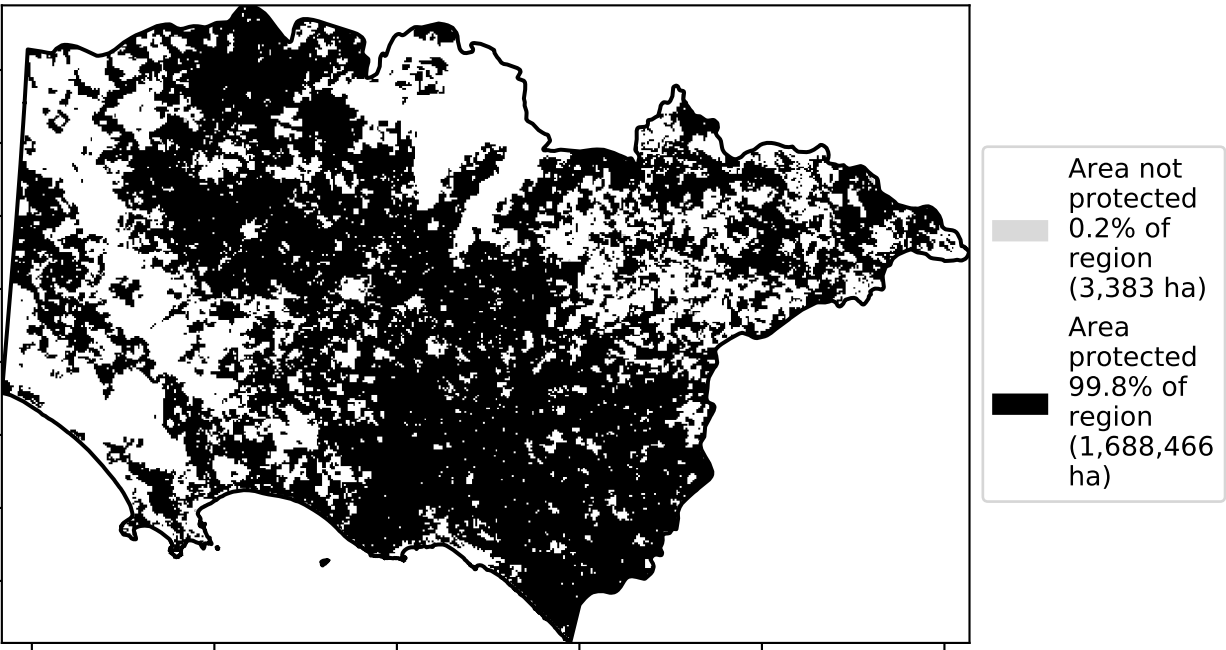 Area not
protected
0.2% of
region
(3,383 ha)
Area
protected
99.8% of
region
(1,688,466
ha)